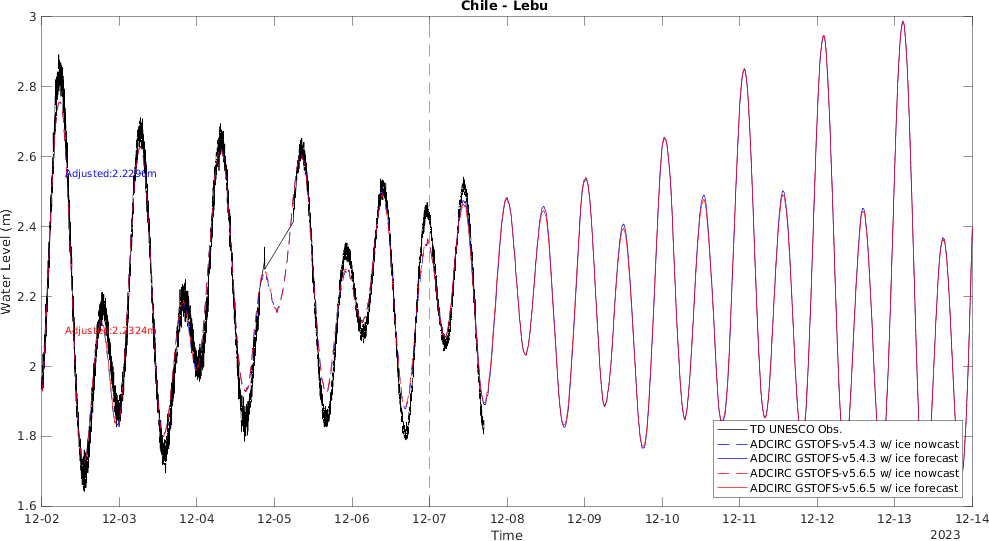 Chile - Lebu
3
2.8
2.6
2.4
2.2
2
1.8
1.6
Water Level (m)
Adjusted:2.2296m
Adjusted:2.2324m
TD UNESCO Obs.
ADCIRC GSTOFS-v5.4.3 w/ ice nowcast
ADCIRC GSTOFS-v5.4.3 w/ ice forecast
ADCIRC GSTOFS-v5.6.5 w/ ice nowcast
ADCIRC GSTOFS-v5.6.5 w/ ice forecast
12-02 12-03 12-04 12-05 12-06 12-07 12-08 12-09 12-10 12-11 12-12 12-13 12-14
Time
2023